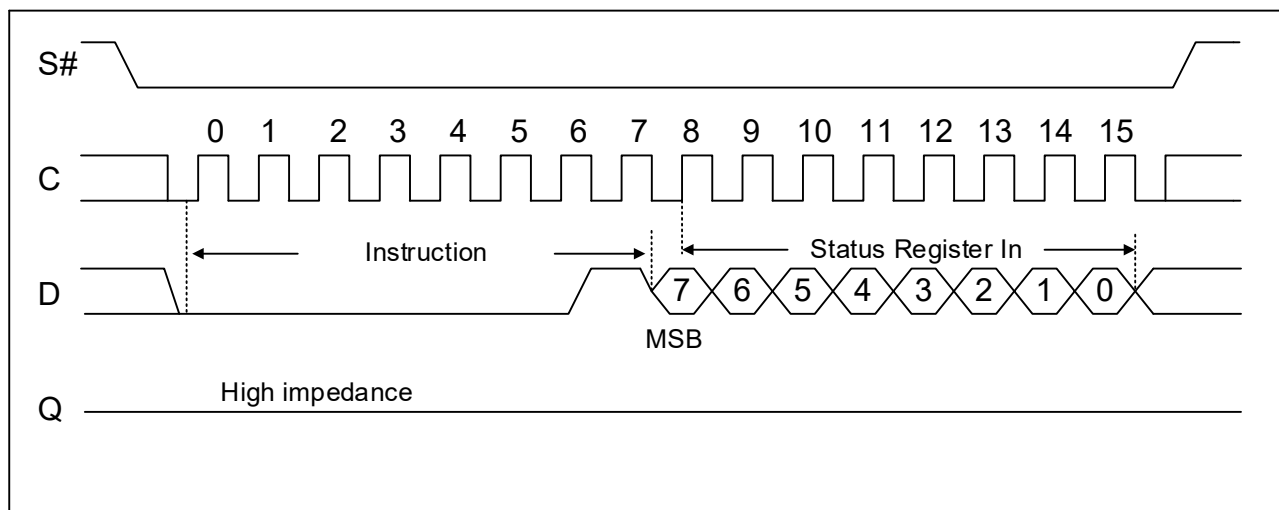 S#
0 1 2 3 4 5 6 7 8 9 10 11 12 13 14 15
C
Instruction Status Register In
D 7 6 5 4 3 2 1 0
MSB
High impedance
Q